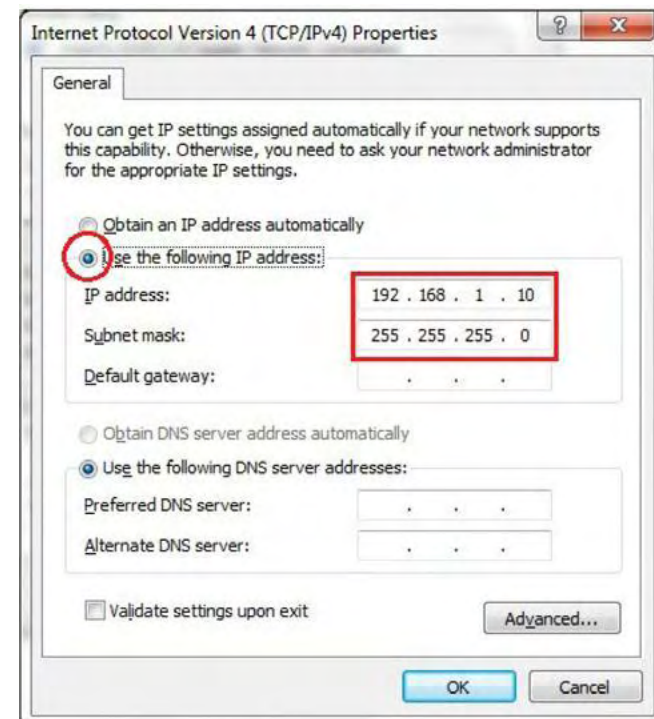 Internet Protocol Version 4 (TCP/IPv4) Properties
General
You can get IP settings assigned automatically if your network supports
this capability. Otherwise, you need to ask your network administrator
for the appropriate IP settings.
Obtain an IP address automatically
Use the following IP address:
IP address: 192 . 168 . 1 . 10
Subnet mask: 255 . 255 . 255 . 0
Default gateway: . . .
Obtain DNS server address automatically
Use the following DNS server addresses:
Preferred DNS server: . . .
Alternate DNS server: . . .
Validate settings upon exit
Advanced...
OK Cancel